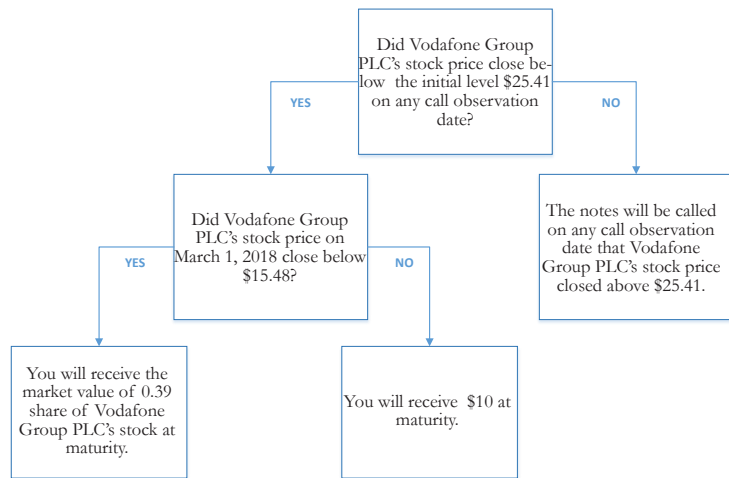 Did Vodafone Group
PLC’s stock price close be-
low the initial level $25.41
on any call observation
date?
YES
NO
Did Vodafone Group
PLC’s stock price on
March 1, 2018 close below
$15.48?
The notes will be called
on any call observation
date that Vodafone
Group PLC’s stock price
closed above $25.41.
YES
NO
You will receive the
market value of 0.39
share of Vodafone
Group PLC’s stock at
maturity.
You will receive $10 at
maturity.